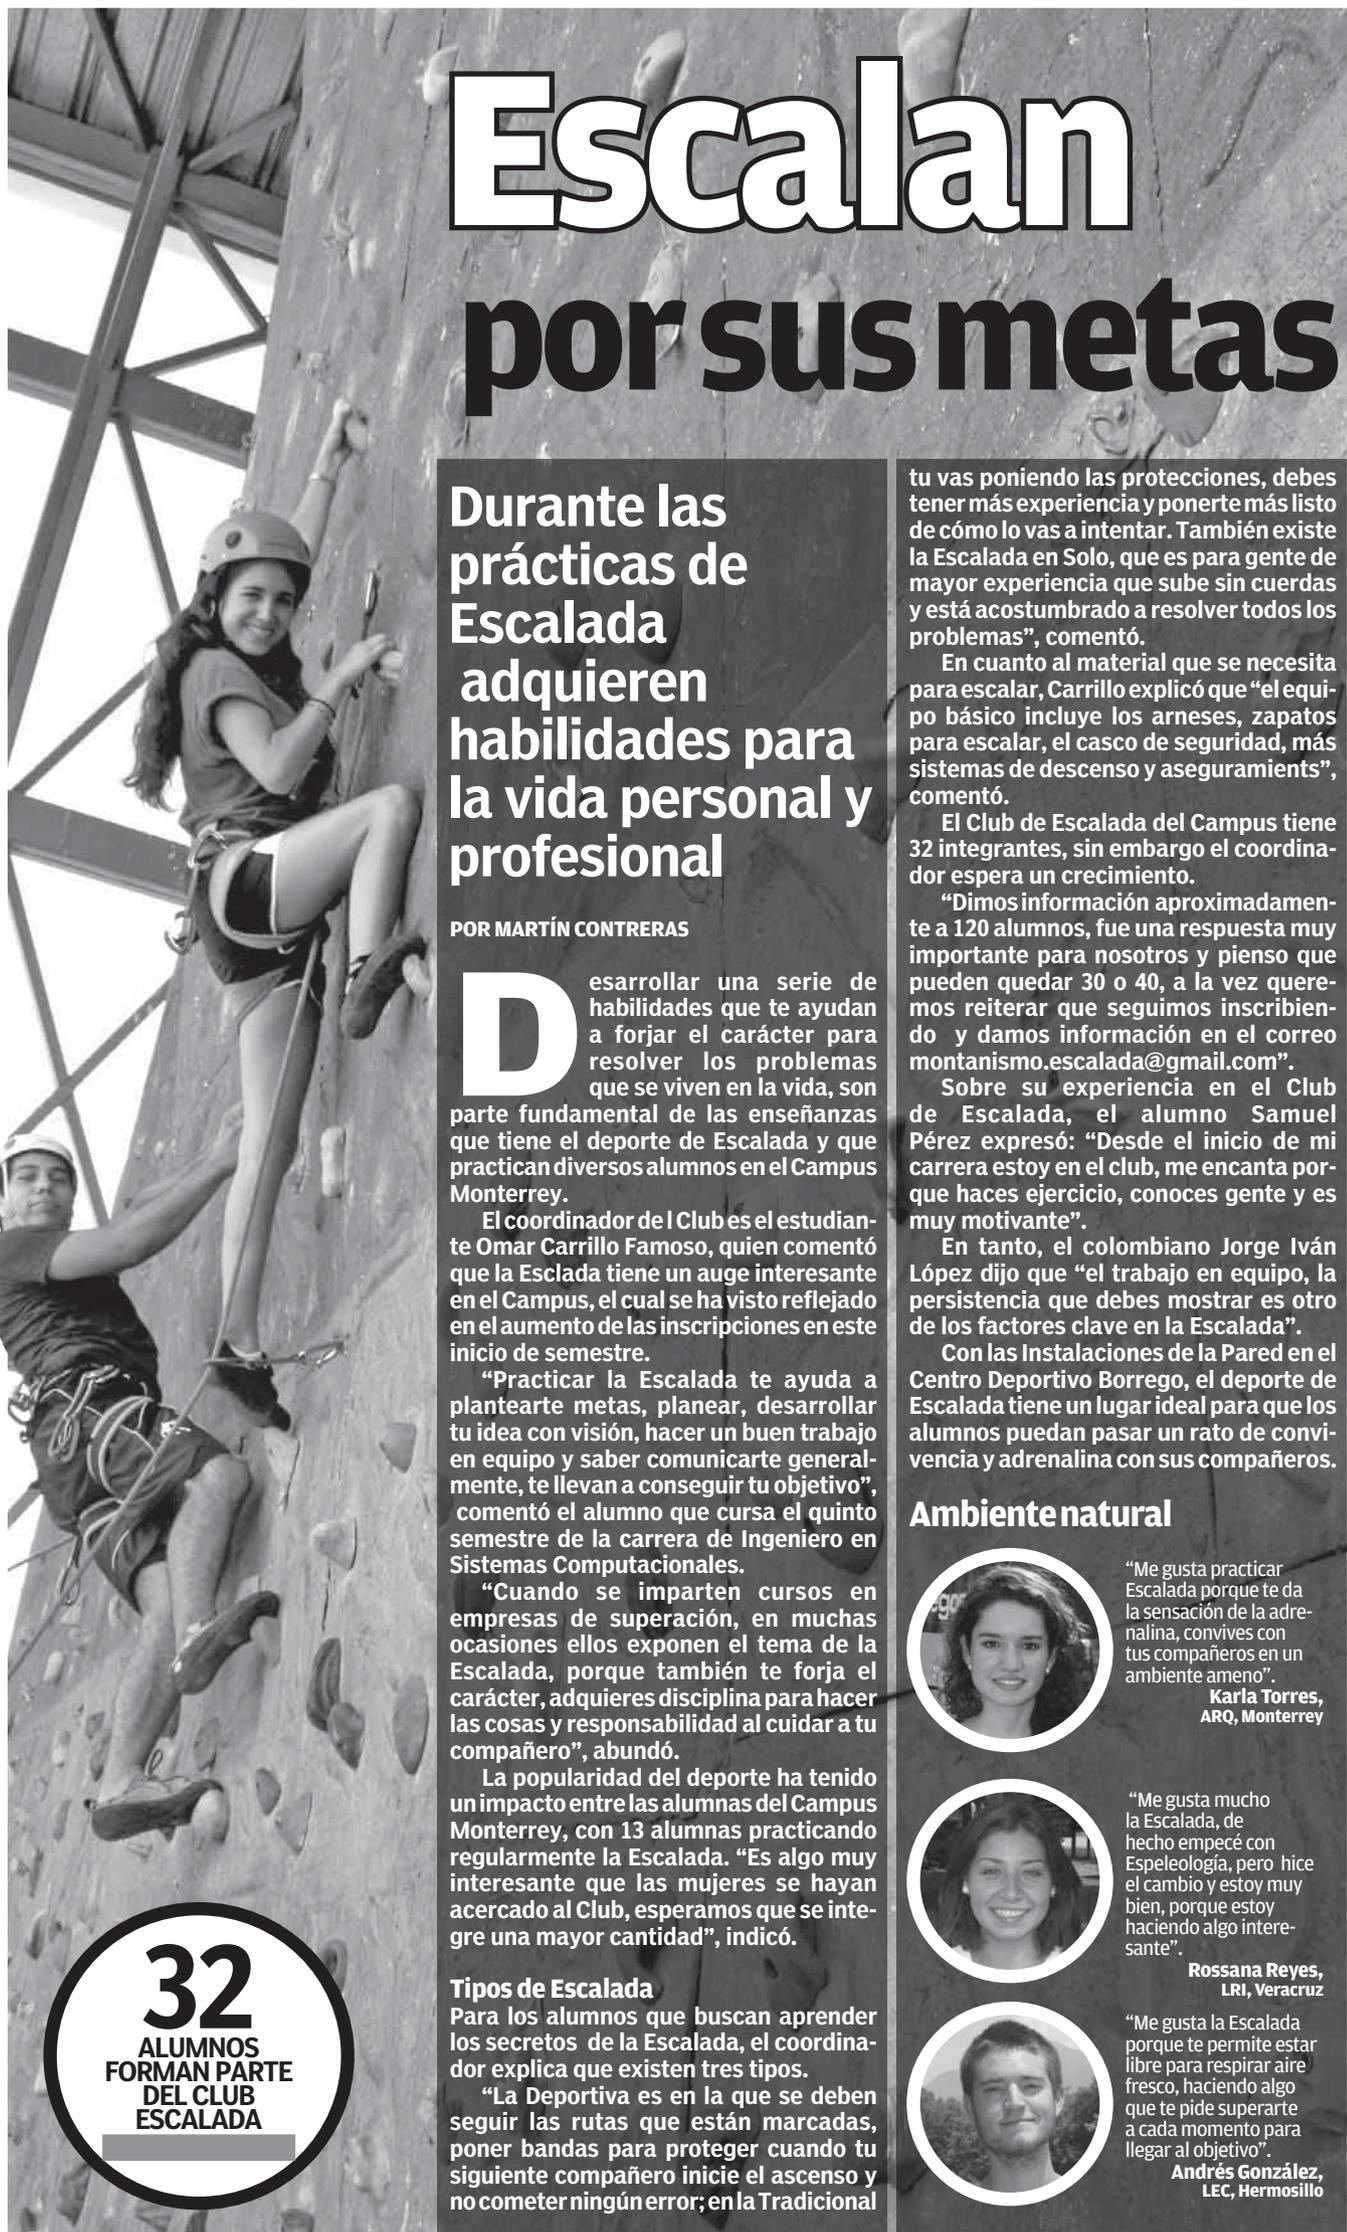 Escalan
por sus metas
Durante las
prácticas de
Escalada
adquieren
habilidades para
la vida personal y
profesional
POR MARTÍN CONTRERAS
Desarrollar una serie de
habilidades que te ayudan
a forjar el carácter para
resolver los problemas
que se viven en la vida, son
parte fundamental de las enseñanzas
que tiene el deporte de Escalada y que
practican diversos alumnos en el Campus
Monterrey.
El coordinador de l Club es el estudian-
te Omar Carrillo Famoso, quien comentó
que la Esclada tiene un auge interesante
en el Campus, el cual se ha visto reflejado
en el aumento de las inscripciones en este
inicio de semestre.
“Practicar la Escalada te ayuda a
plantearte metas, planear, desarrollar
tu idea con visión, hacer un buen trabajo
en equipo y saber comunicarte general-
mente, te llevan a conseguir tu objetivo”,
comentó el alumno que cursa el quinto
semestre de la carrera de Ingeniero en
Sistemas Computacionales.
“Cuando se imparten cursos en
empresas de superación, en muchas
ocasiones ellos exponen el tema de la
Escalada, porque también te forja el
carácter, adquieres disciplina para hacer
las cosas y responsabilidad al cuidar a tu
compañero”, abundó.
La popularidad del deporte ha tenido
un impacto entre las alumnas del Campus
Monterrey, con 13 alumnas practicando
regularmente la Escalada. “Es algo muy
interesante que las mujeres se hayan
acercado al Club, esperamos que se inte-
gre una mayor cantidad”, indicó.
Tipos de Escalada
Para los alumnos que buscan aprender
los secretos de la Escalada, el coordina-
dor explica que existen tres tipos.
“La Deportiva es en la que se deben
seguir las rutas que están marcadas,
poner bandas para proteger cuando tu
siguiente compañero inicie el ascenso y
no cometer ningún error; en la Tradicional
tu vas poniendo las protecciones, debes
tener más experiencia y ponerte más listo
de cómo lo vas a intentar. También existe
la Escalada en Solo, que es para gente de
mayor experiencia que sube sin cuerdas
y está acostumbrado a resolver todos los
problemas”, comentó.
En cuanto al material que se necesita
para escalar, Carrillo explicó que “el equi-
po básico incluye los arneses, zapatos
para escalar, el casco de seguridad, más
sistemas de descenso y aseguramients”,
comentó.
El Club de Escalada del Campus tiene
32 integrantes, sin embargo el coordina-
dor espera un crecimiento.
“Dimos información aproximadamen-
te a 120 alumnos, fue una respuesta muy
importante para nosotros y pienso que
pueden quedar 30 o 40, a la vez quere-
mos reiterar que seguimos inscribien-
do y damos información en el correo
montanismo.escalada@gmail.com”.
Sobre su experiencia en el Club
de Escalada, el alumno Samuel
Pérez expresó: “Desde el inicio de mi
carrera estoy en el club, me encanta por-
que haces ejercicio, conoces gente y es
muy motivante”.
En tanto, el colombiano Jorge Iván
López dijo que “el trabajo en equipo, la
persistencia que debes mostrar es otro
de los factores clave en la Escalada”.
Con las Instalaciones de la Pared en el
Centro Deportivo Borrego, el deporte de
Escalada tiene un lugar ideal para que los
alumnos puedan pasar un rato de convi-
vencia y adrenalina con sus compañeros.
Ambiente natural
“Me gusta practicar
Escalada porque te da
la sensación de la adre-
nalina, convives con
tus compañeros en un
ambiente ameno”.
Karla Torres,
ARQ, Monterrey
“Me gusta mucho
la Escalada, de
hecho empecé con
Espeleología, pero hice
el cambio y estoy muy
bien, porque estoy
haciendo algo intere-
sante”.
Rossana Reyes,
LRI, Veracruz
“Me gusta la Escalada
porque te permite estar
libre para respirar aire
fresco, haciendo algo
que te pide superarte
a cada momento para
llegar al objetivo”.
Andrés González,
LEC, Hermosillo
32
ALUMNOS
FORMAN PARTE
DEL CLUB
ESCALADA